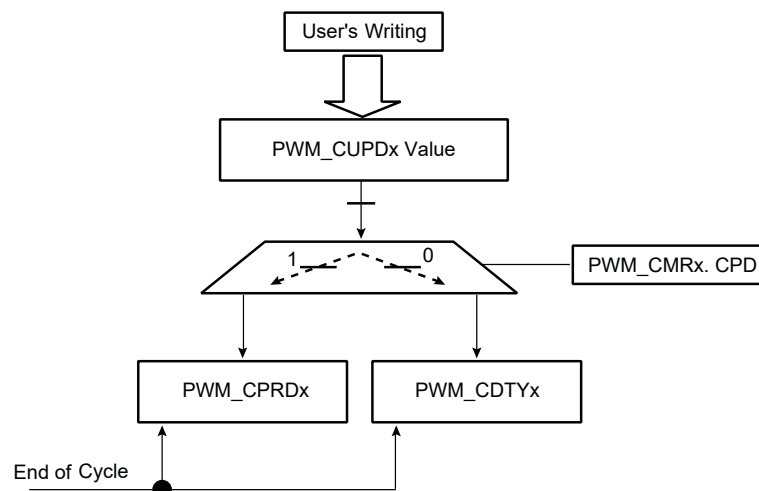 User's Writing
PWM_CUPDx Value
1
0
PWM_CMRx. CPD
PWM_CPRDx
PWM_CDTYx
End of Cycle